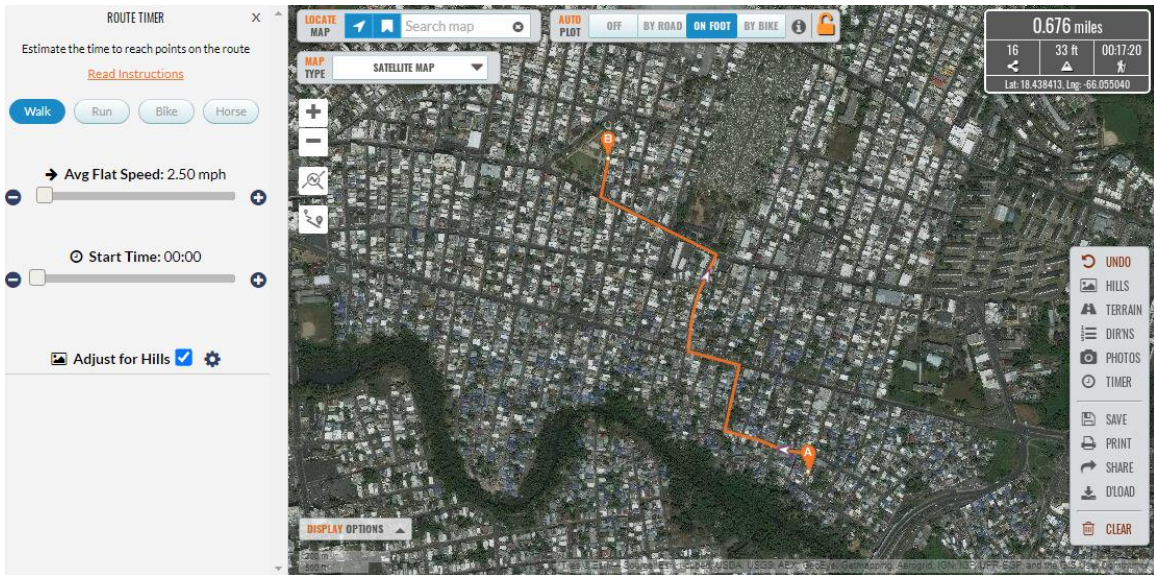 ROUTE TIMER X
Estimate the time to reach points on the route
Read Instructions
Walk Run Bike Horse
Avg Flat Speed: 2.50 mph
Start Time: 00:00
Adjust for Hills
LOCATE MAP
Search map
AUTO PLOT
OFF BY ROAD ON FOOT BY BIKE
MAP TYPE
SATELLITE MAP
0.676 miles
16 33 ft 00:17:20
Lat: 18.438413, Lng: -66.055040
B
A
UNDO
HILLS
TERRAIN
DIR'NS
PHOTOS
TIMER
SAVE
PRINT
SHARE
D'LOAD
CLEAR
DISPLAY OPTIONS